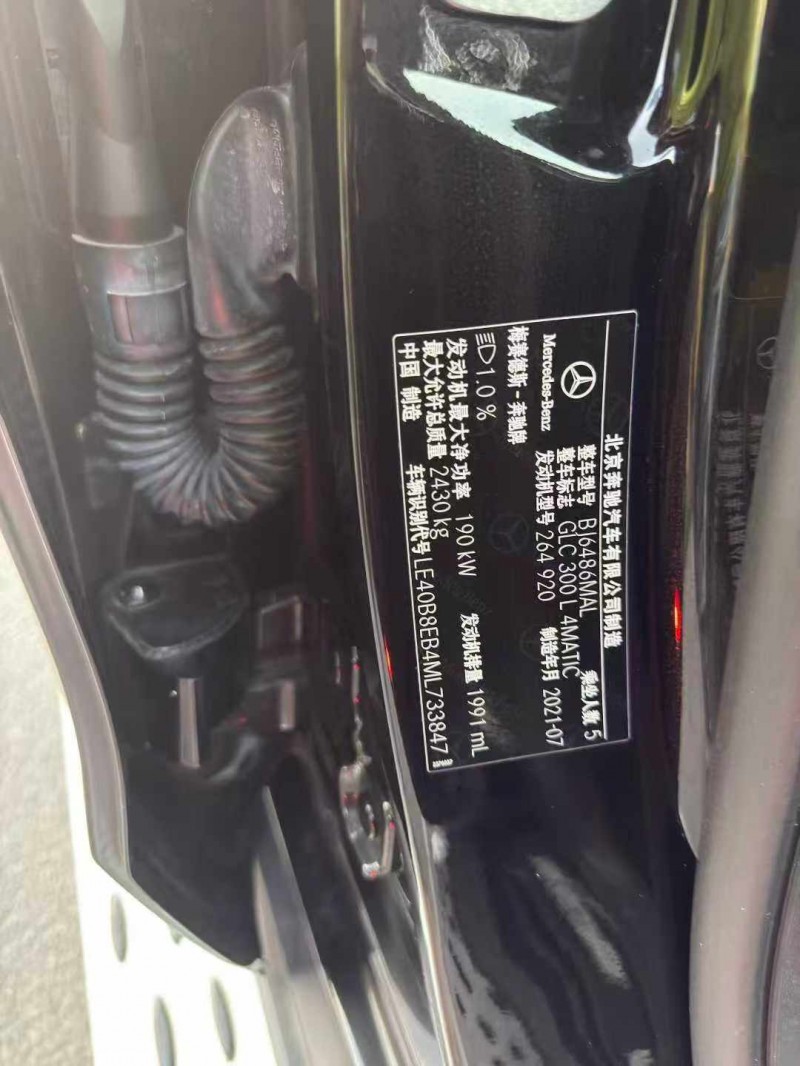 北京奔驰汽车有限公司制造
整车型号 BJ6486MAL 乘坐人数 5
整车标志 GLC 300 L 4MATIC
发动机型号 264 920 制造年月 2021-07
Mercedes-Benz
梅赛德斯-奔驰牌
1.0 %
发动机最大净功率 190 kW 发动机排量 1991 mL
最大允许总质量 2430 kg
中国 制造 车辆识别代号 LE40B8EB4ML733847